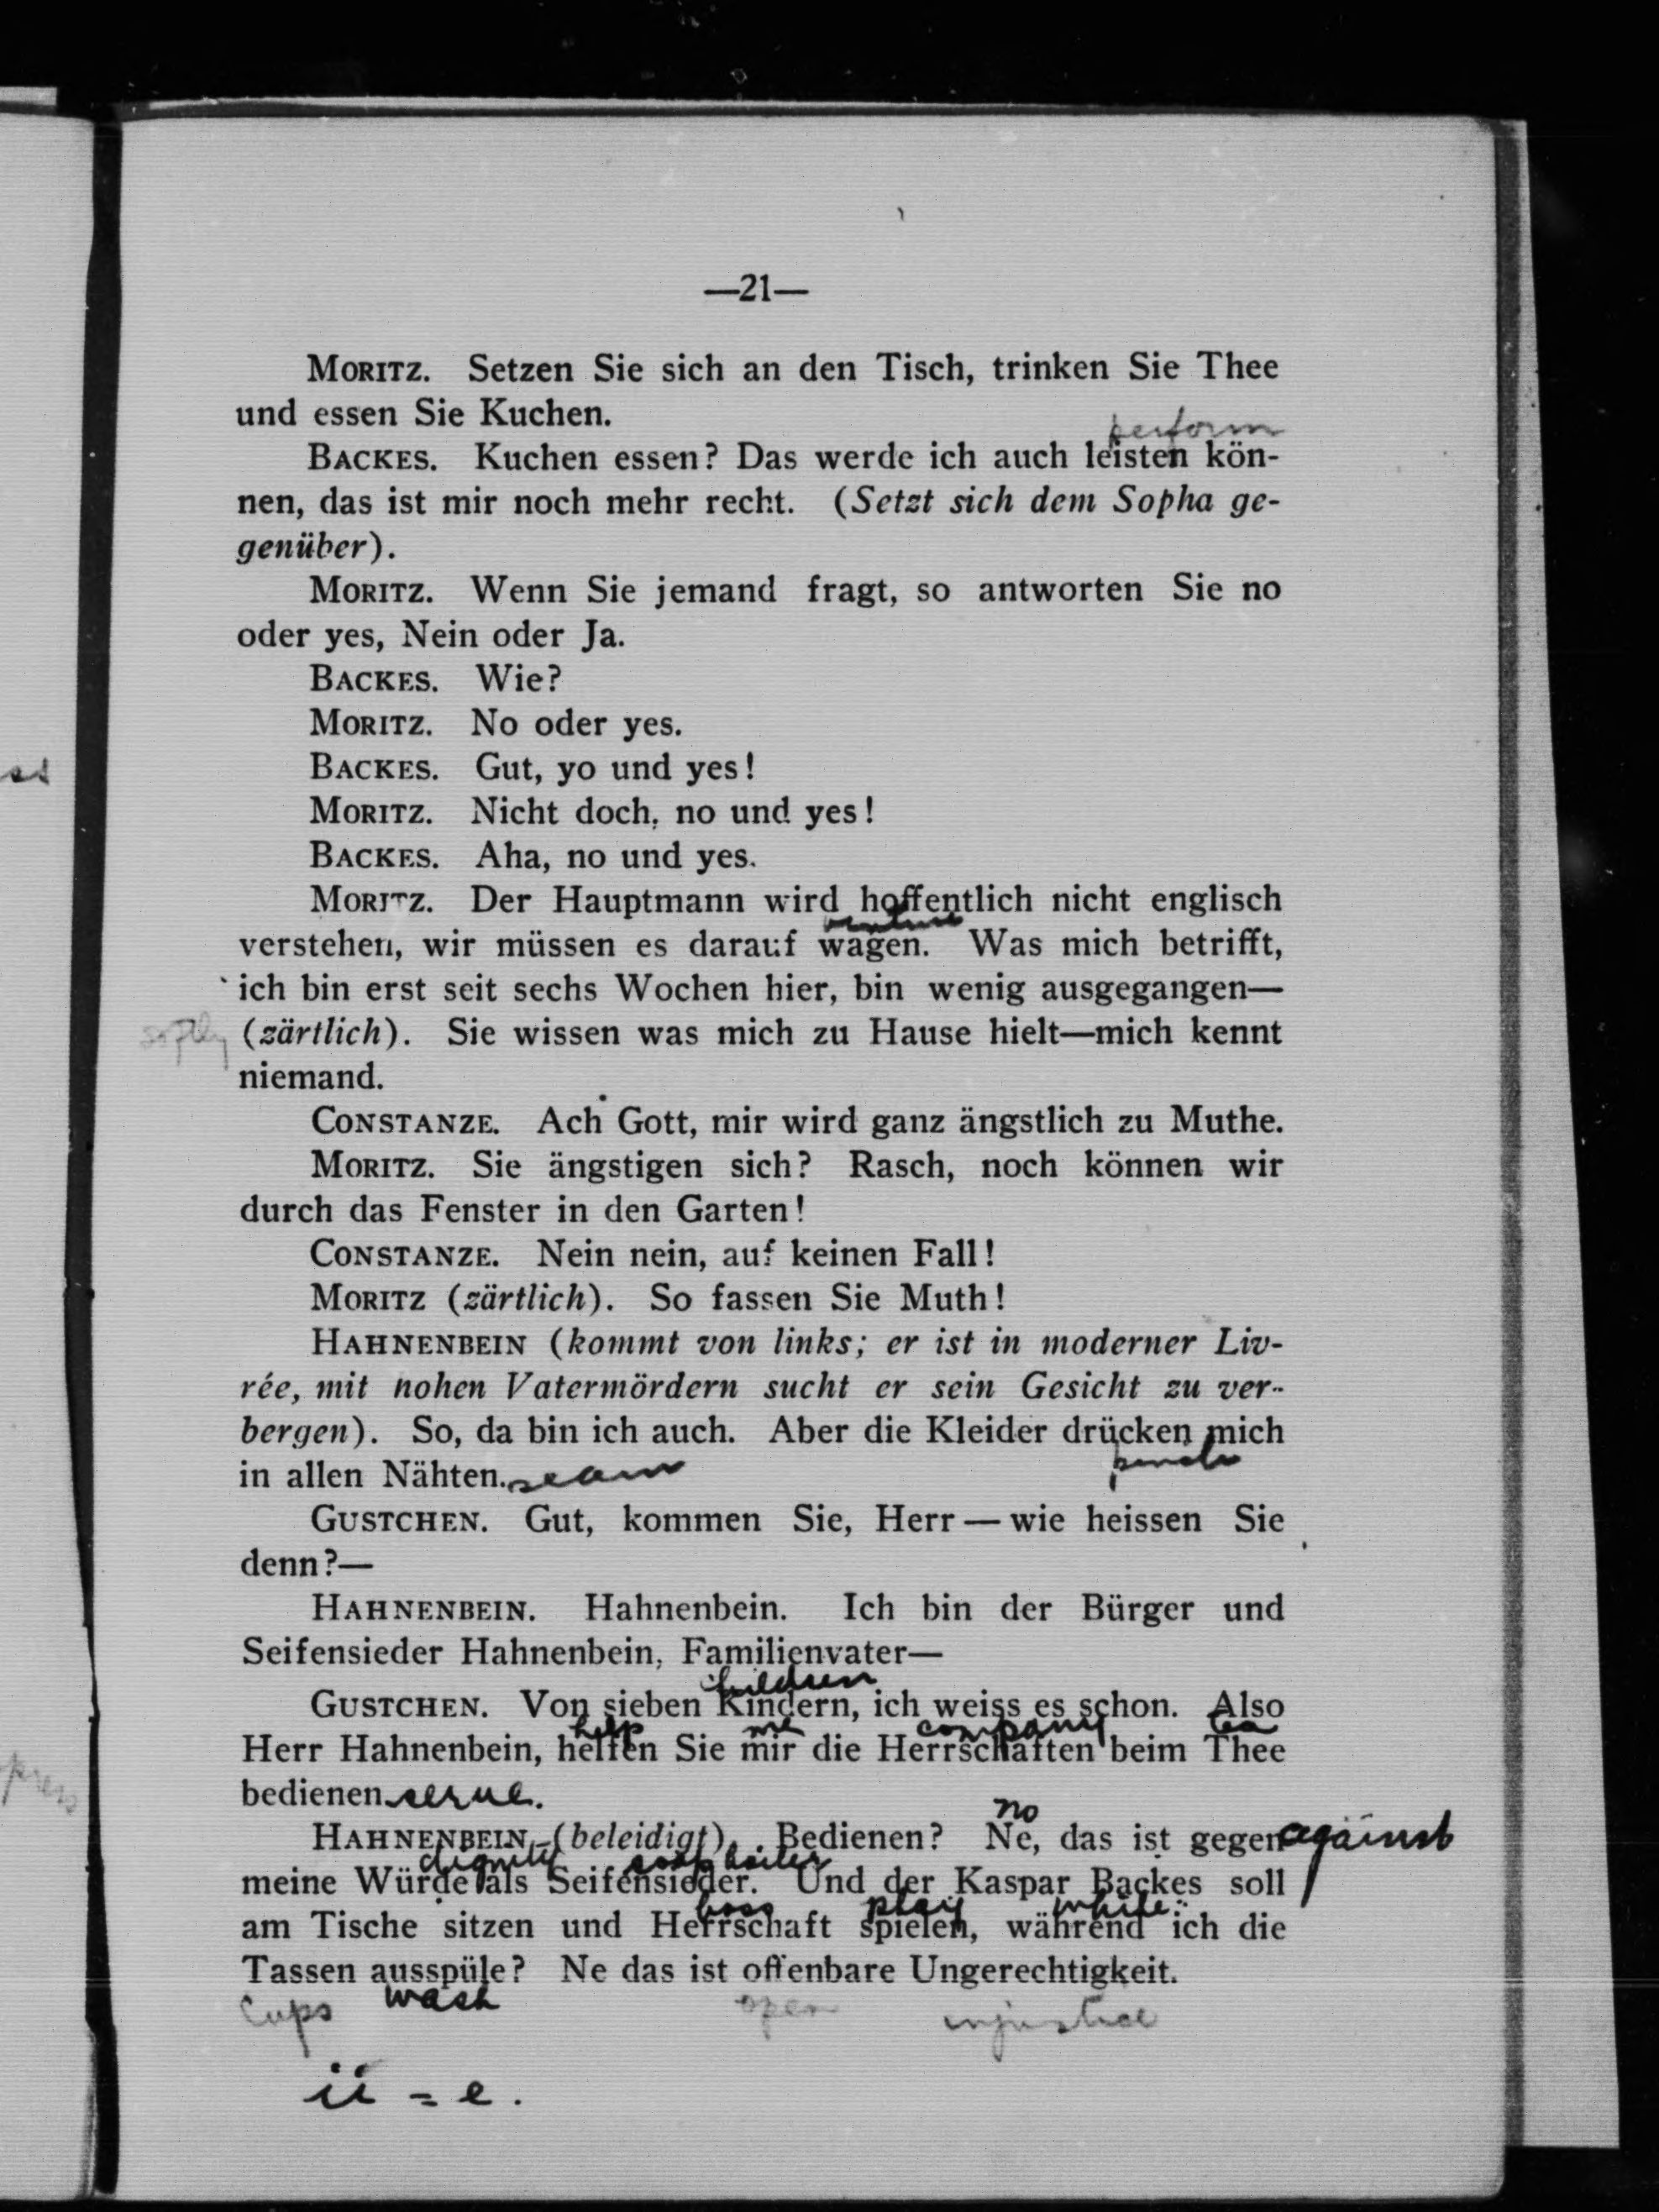 —21—
MORITZ. Setzen Sie sich an den Tisch, trinken Sie Thee
und essen Sie Kuchen.
perform
BACKES. Kuchen essen? Das werde ich auch leisten kön-
nen, das ist mir noch mehr recht. (Setzt sich dem Sopha ge-
genüber).
MORITZ. Wenn Sie jemand fragt, so antworten Sie no
oder yes, Nein oder Ja.
BACKES. Wie?
MORITZ. No oder yes.
BACKES. Gut, yo und yes!
MORITZ. Nicht doch, no und yes!
BACKES. Aha, no und yes.
MORITZ. Der Hauptmann wird hoffentlich nicht englisch
venture
verstehen, wir müssen es darauf wagen. Was mich betrifft,
ich bin erst seit sechs Wochen hier, bin wenig ausgegangen—
softly (zärtlich). Sie wissen was mich zu Hause hielt—mich kennt
niemand.
CONSTANZE. Ach Gott, mir wird ganz ängstlich zu Muthe.
MORITZ. Sie ängstigen sich? Rasch, noch können wir
durch das Fenster in den Garten!
CONSTANZE. Nein nein, auf keinen Fall!
MORITZ (zärtlich). So fassen Sie Muth!
HAHNENBEIN (kommt von links; er ist in moderner Liv-
rée, mit hohen Vatermördern sucht er sein Gesicht zu ver-
bergen). So, da bin ich auch. Aber die Kleider drücken mich
in allen Nähten. seam pinch
GUSTCHEN. Gut, kommen Sie, Herr — wie heissen Sie
denn?—
HAHNENBEIN. Hahnenbein. Ich bin der Bürger und
Seifensieder Hahnenbein, Familienvater—
children
GUSTCHEN. Von sieben Kindern, ich weiss es schon. Also
help me company tea
Herr Hahnenbein, helfen Sie mir die Herrschaften beim Thee
bedienen. serve.
no
HAHNENBEIN (beleidigt). Bedienen? Ne, das ist gegen against
dignity soap boiler
meine Würde als Seifensieder. Und der Kaspar Backes soll
boss play while
am Tische sitzen und Herrschaft spielen, während ich die
Tassen ausspüle? Ne das ist offenbare Ungerechtigkeit.
Cups wash open injustice
ii = e.
press